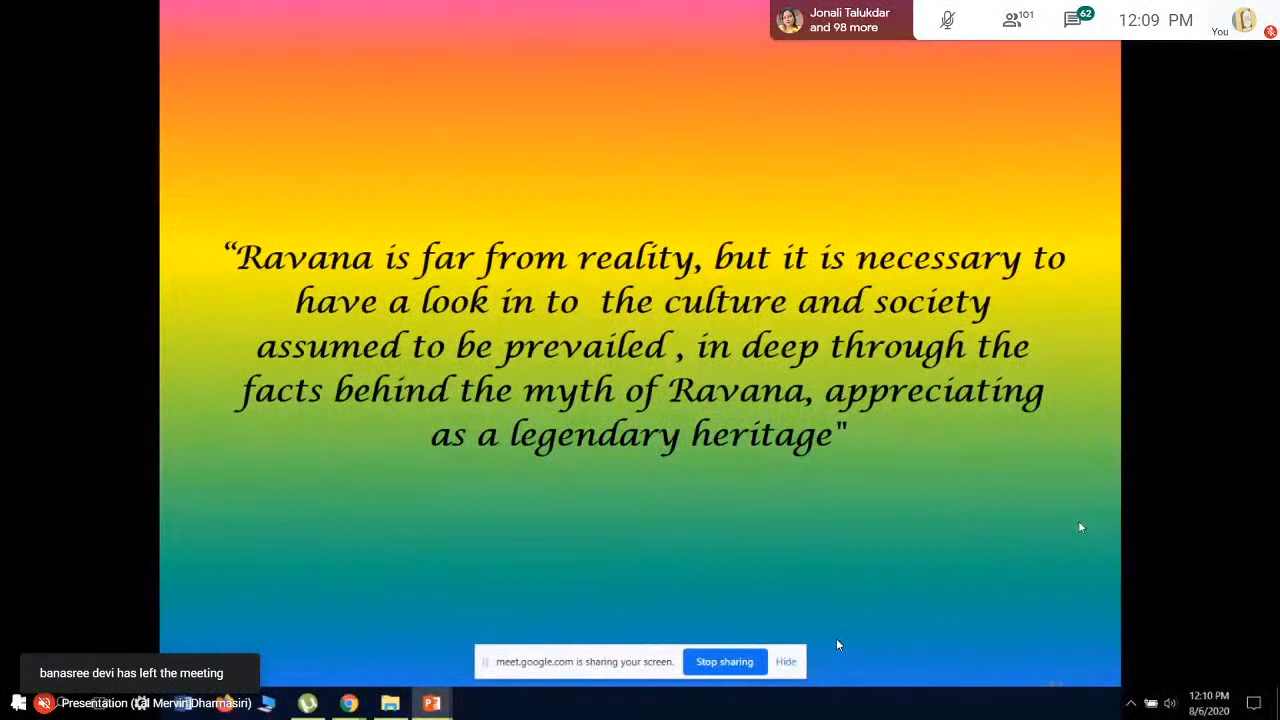 Jonali Talukdar
and 98 more
101
62
12:09 PM
You
“Ravana is far from reality, but it is necessary to
have a look in to the culture and society
assumed to be prevailed , in deep through the
facts behind the myth of Ravana, appreciating
as a legendary heritage"
meet.google.com is sharing your screen.
Stop sharing
Hide
banasree devi has left the meeting
Presentation (Lal Mervin Dharmasiri)
12:10 PM
8/6/2020